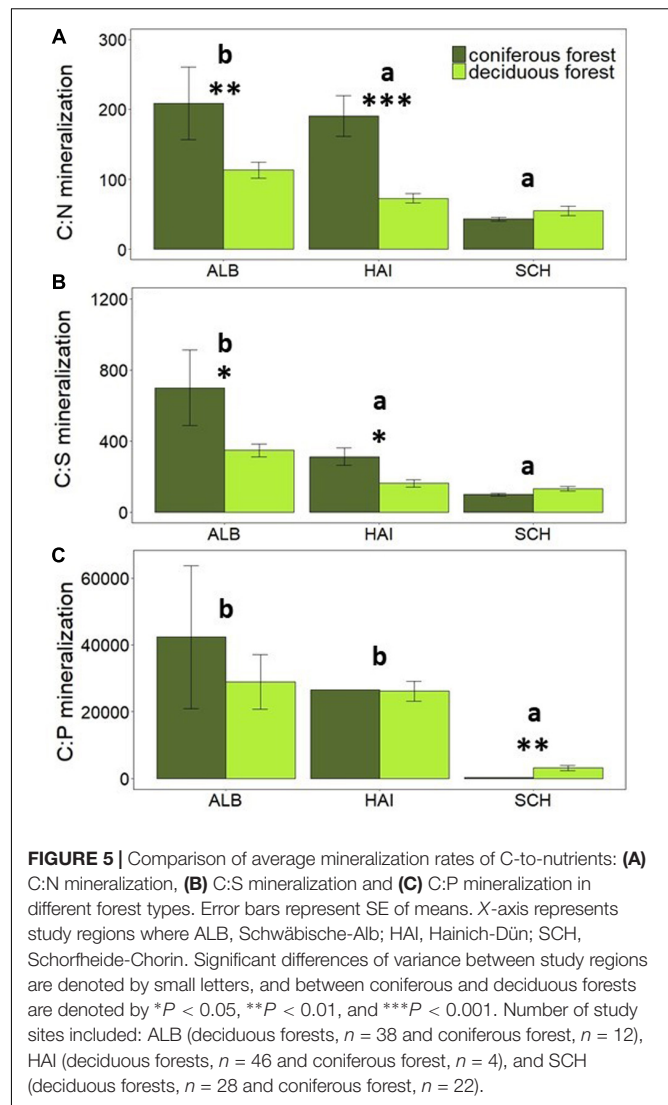 A
C:N mineralization
300
200
100
0
coniferous forest
deciduous forest
b
**
a
***
a
ALB HAI SCH
B
C:S mineralization
1200
800
400
0
b
*
a
*
a
ALB HAI SCH
C
C:P mineralization
60000
40000
20000
0
b
b
a
**
ALB HAI SCH
FIGURE 5 | Comparison of average mineralization rates of C-to-nutrients: (A)
C:N mineralization, (B) C:S mineralization and (C) C:P mineralization in
different forest types. Error bars represent SE of means. X-axis represents
study regions where ALB, Schwäbische-Alb; HAI, Hainich-Dün; SCH,
Schorfheide-Chorin. Significant differences of variance between study regions
are denoted by small letters, and between coniferous and deciduous forests
are denoted by *P < 0.05, **P < 0.01, and ***P < 0.001. Number of study
sites included: ALB (deciduous forests, n = 38 and coniferous forest, n = 12),
HAI (deciduous forests, n = 46 and coniferous forest, n = 4), and SCH
(deciduous forests, n = 28 and coniferous forest, n = 22).